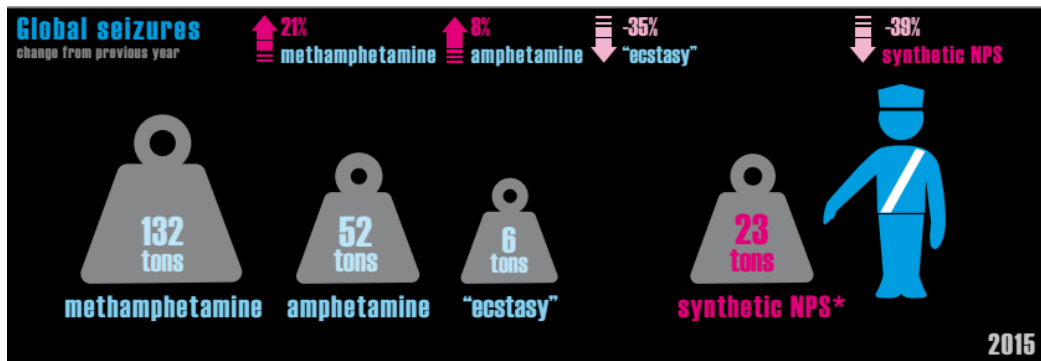 Global seizures
change from previous year
21%
methamphetamine
8%
amphetamine
-35%
“ecstasy”
-39%
synthetic NPS
132
tons
methamphetamine
52
tons
amphetamine
6
tons
“ecstasy”
23
tons
synthetic NPS*
2015